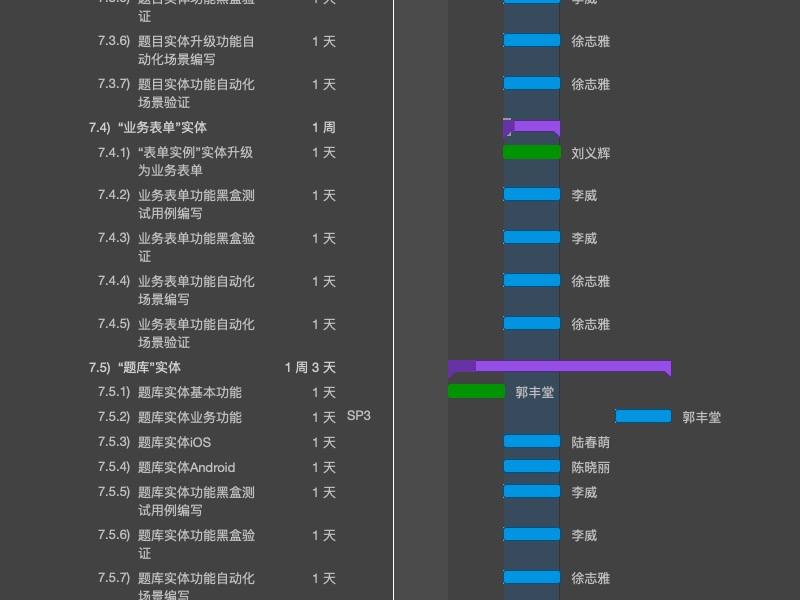 证
7.3.6) 题目实体升级功能自 1 天 徐志雅
动化场景编写
7.3.7) 题目实体功能自动化 1 天 徐志雅
场景验证
7.4) “业务表单”实体 1 周
7.4.1) “表单实例”实体升级 1 天 刘义辉
为业务表单
7.4.2) 业务表单功能黑盒测 1 天 李威
试用例编写
7.4.3) 业务表单功能黑盒验 1 天 李威
证
7.4.4) 业务表单功能自动化 1 天 徐志雅
场景编写
7.4.5) 业务表单功能自动化 1 天 徐志雅
场景验证
7.5) “题库”实体 1 周 3 天
7.5.1) 题库实体基本功能 1 天 郭丰堂
7.5.2) 题库实体业务功能 1 天 SP3 郭丰堂
7.5.3) 题库实体iOS 1 天 陆春萌
7.5.4) 题库实体Android 1 天 陈晓丽
7.5.5) 题库实体功能黑盒测 1 天 李威
试用例编写
7.5.6) 题库实体功能黑盒验 1 天 李威
证
7.5.7) 题库实体功能自动化 1 天 徐志雅
场景编写